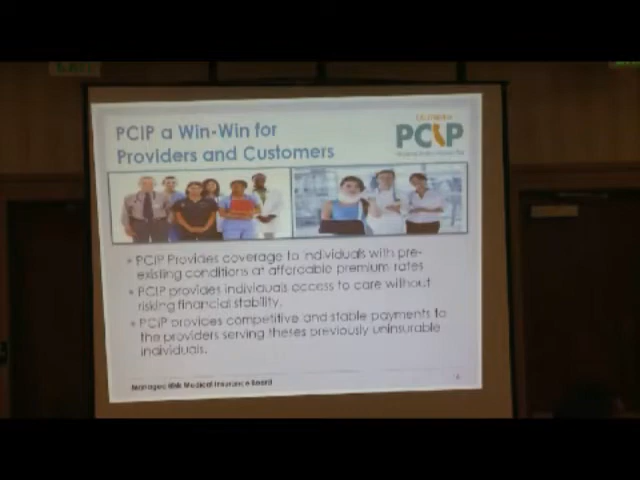 PCIP a Win-Win for
Providers and Customers
PCIP
• PCIP Provides coverage to individuals with pre-
existing conditions at affordable premium rates
• PCIP provides individuals access to care without
risking financial stability.
• PCIP provides competitive and stable payments to
the providers serving theses previously uninsurable
individuals.
Managed Risk Medical Insurance Board